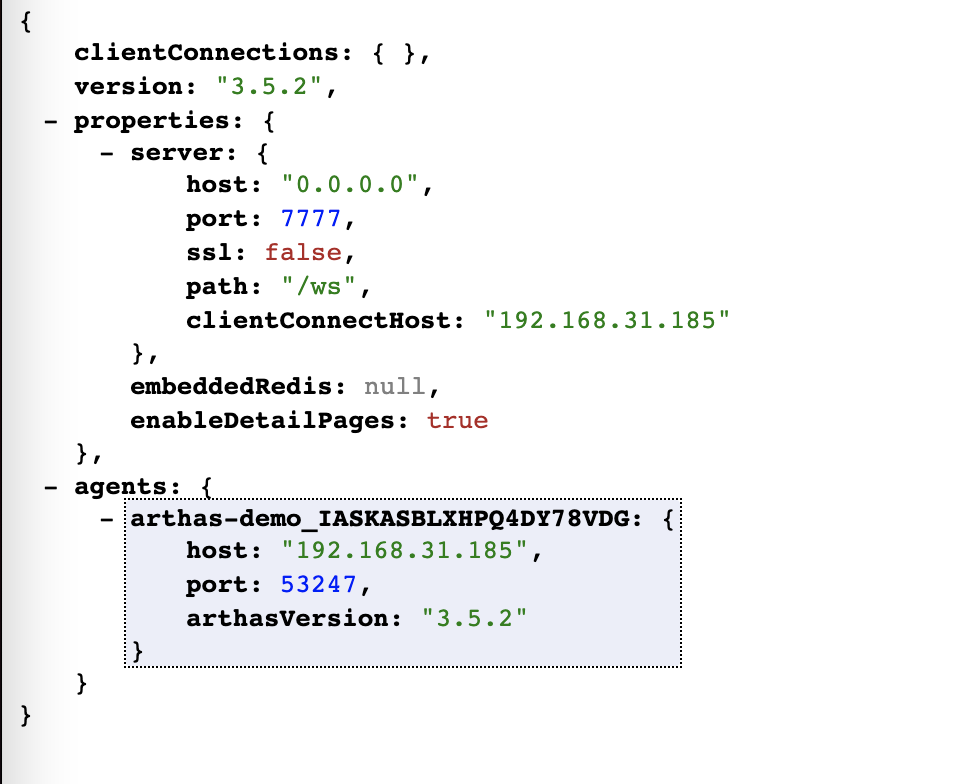 {
clientConnections: { },
version: "3.5.2",
- properties: {
- server: {
host: "0.0.0.0",
port: 7777,
ssl: false,
path: "/ws",
clientConnectHost: "192.168.31.185"
},
embeddedRedis: null,
enableDetailPages: true
},
- agents: {
- arthas-demo_IASKASBLXHPQ4DY78VDG: {
host: "192.168.31.185",
port: 53247,
arthasVersion: "3.5.2"
}
}
}